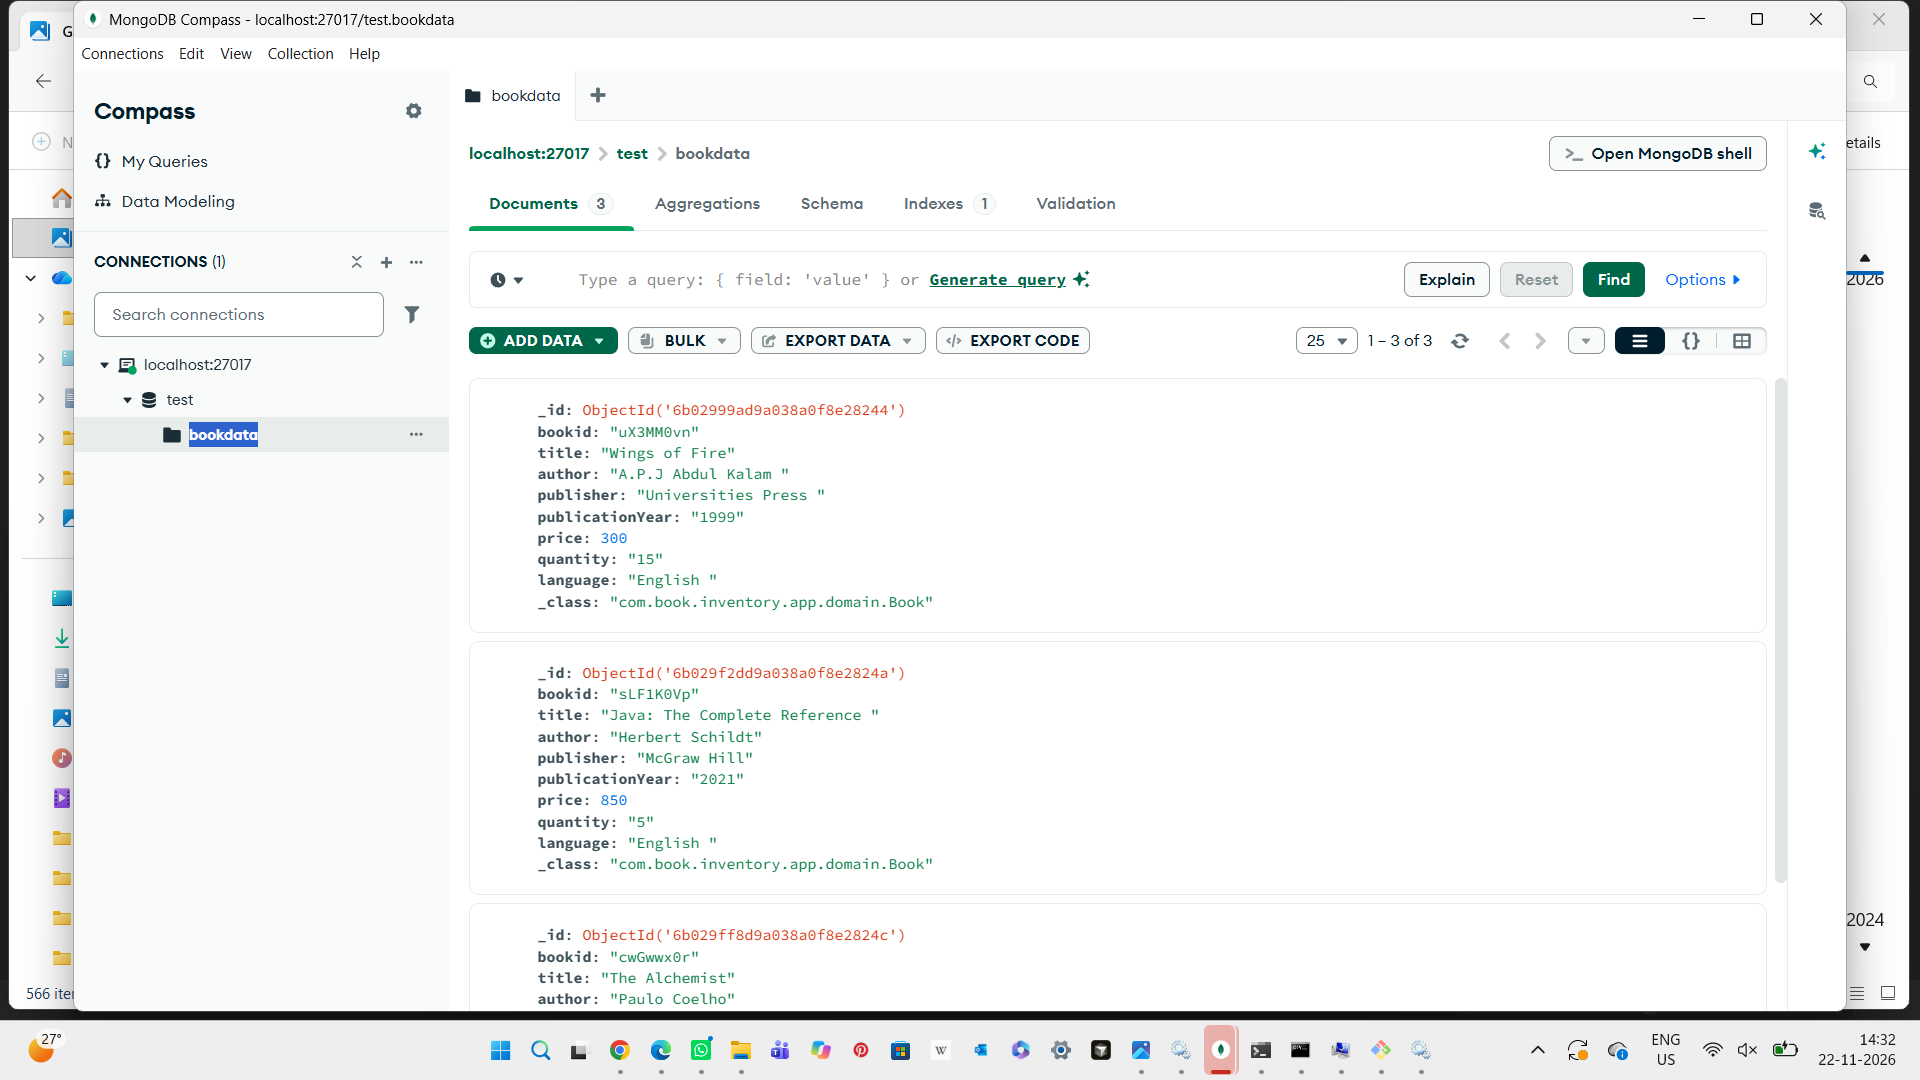 MongoDB Compass - localhost:27017/test.bookdata
Connections Edit View Collection Help
Compass
My Queries
Data Modeling
CONNECTIONS (1)
Search connections
localhost:27017
test
bookdata
bookdata
localhost:27017 > test > bookdata
Open MongoDB shell
Documents 3 Aggregations Schema Indexes 1 Validation
Type a query: { field: 'value' } or Generate query
Explain Reset Find Options
ADD DATA BULK EXPORT DATA EXPORT CODE
25 1 – 3 of 3
_id: ObjectId('6b02999ad9a038a0f8e28244')
bookid: "uX3MM0vn"
title: "Wings of Fire"
author: "A.P.J Abdul Kalam "
publisher: "Universities Press "
publicationYear: "1999"
price: 300
quantity: "15"
language: "English "
_class: "com.book.inventory.app.domain.Book"
_id: ObjectId('6b029f2dd9a038a0f8e2824a')
bookid: "sLF1K0Vp"
title: "Java: The Complete Reference "
author: "Herbert Schildt"
publisher: "McGraw Hill"
publicationYear: "2021"
price: 850
quantity: "5"
language: "English "
_class: "com.book.inventory.app.domain.Book"
_id: ObjectId('6b029ff8d9a038a0f8e2824c')
bookid: "cwGwwx0r"
title: "The Alchemist"
author: "Paulo Coelho"
G
N
etails
2026
2024
566 iter
27°
ENG
US
14:32
22-11-2026